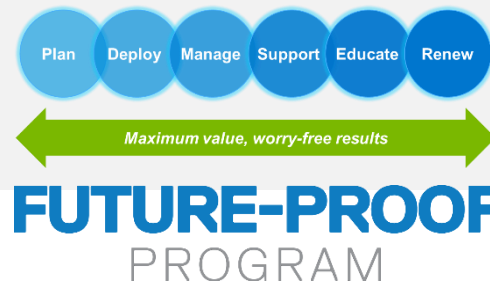 Plan Deploy Manage Support Educate Renew
Maximum value, worry-free results
FUTURE-PROOF
PROGRAM